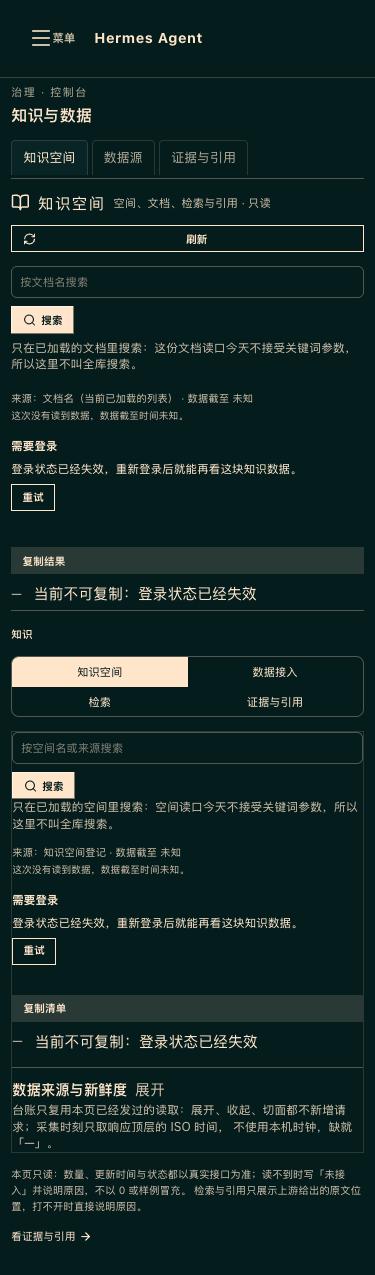 菜单 Hermes Agent
治理 · 控制台
知识与数据
知识空间 数据源 证据与引用
知识空间 空间、文档、检索与引用 · 只读
刷新
按文档名搜索
搜索
只在已加载的文档里搜索：这份文档读口今天不接受关键词参数，
所以这里不叫全库搜索。
来源：文档名（当前已加载的列表） · 数据截至 未知
这次没有读到数据，数据截至时间未知。
需要登录
登录状态已经失效，重新登录后就能再看这块知识数据。
重试
复制结果
— 当前不可复制：登录状态已经失效
知识
知识空间 数据接入
检索 证据与引用
按空间名或来源搜索
搜索
只在已加载的空间里搜索：空间读口今天不接受关键词参数，所以
这里不叫全库搜索。
来源：知识空间登记 · 数据截至 未知
这次没有读到数据，数据截至时间未知。
需要登录
登录状态已经失效，重新登录后就能再看这块知识数据。
重试
复制清单
— 当前不可复制：登录状态已经失效
数据来源与新鲜度 展开
台账只复用本页已经发过的读取：展开、收起、切面都不新增请
求；采集时刻只取响应顶层的 ISO 时间， 不使用本机时钟，缺就
「—」。
本页只读：数量、更新时间与状态都以真实接口为准；读不到时写「未接
入」并说明原因，不以 0 或样例冒充。 检索与引用只展示上游给出的原文位
置，打不开时直接说明原因。
看证据与引用 →